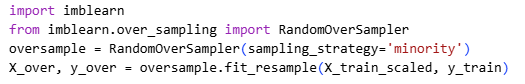 import imblearn
from imblearn.over_sampling import RandomOverSampler
oversample = RandomOverSampler(sampling_strategy='minority')
X_over, y_over = oversample.fit_resample(X_train_scaled, y_train)